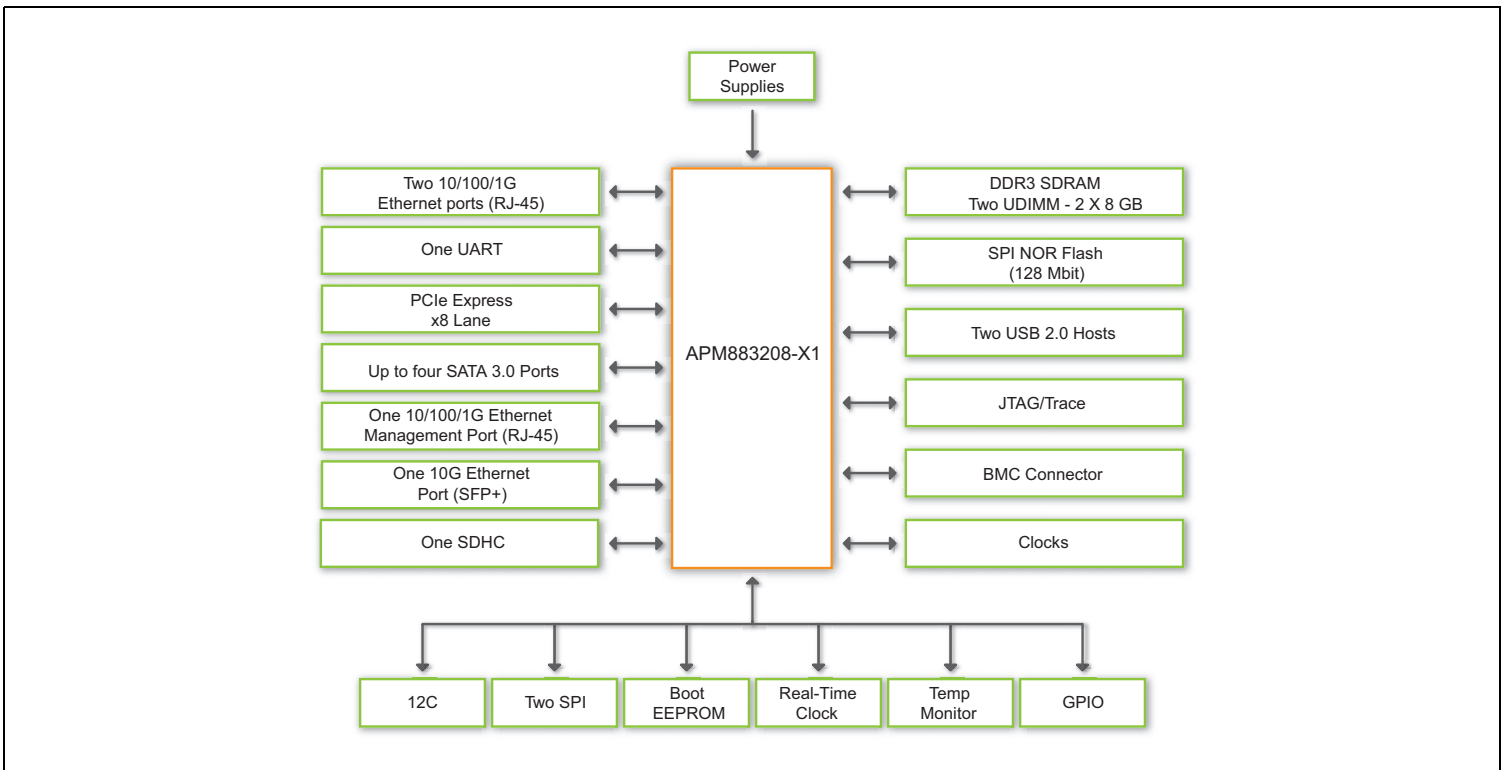 Power
Supplies
Two 10/100/1G
Ethernet ports (RJ-45)
One UART
PCIe Express
x8 Lane
Up to four SATA 3.0 Ports
One 10/100/1G Ethernet
Management Port (RJ-45)
One 10G Ethernet
Port (SFP+)
One SDHC
APM883208-X1
DDR3 SDRAM
Two UDIMM - 2 X 8 GB
SPI NOR Flash
(128 Mbit)
Two USB 2.0 Hosts
JTAG/Trace
BMC Connector
Clocks
12C
Two SPI
Boot
EEPROM
Real-Time
Clock
Temp
Monitor
GPIO